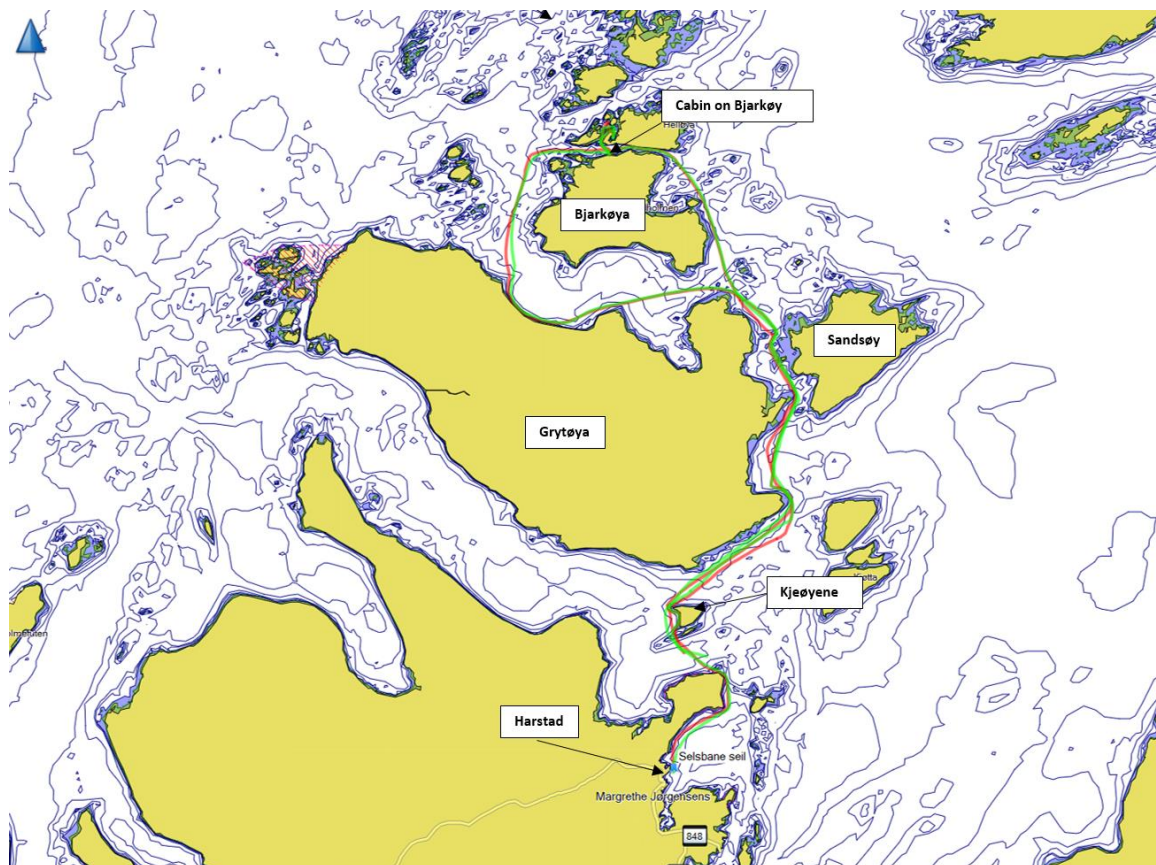 Cabin on Bjarkøy
Bjarkøya
Sandsøy
Grytøya
Kjeøyene
Harstad
Selsbane seil
Margrethe Jørgensens
848